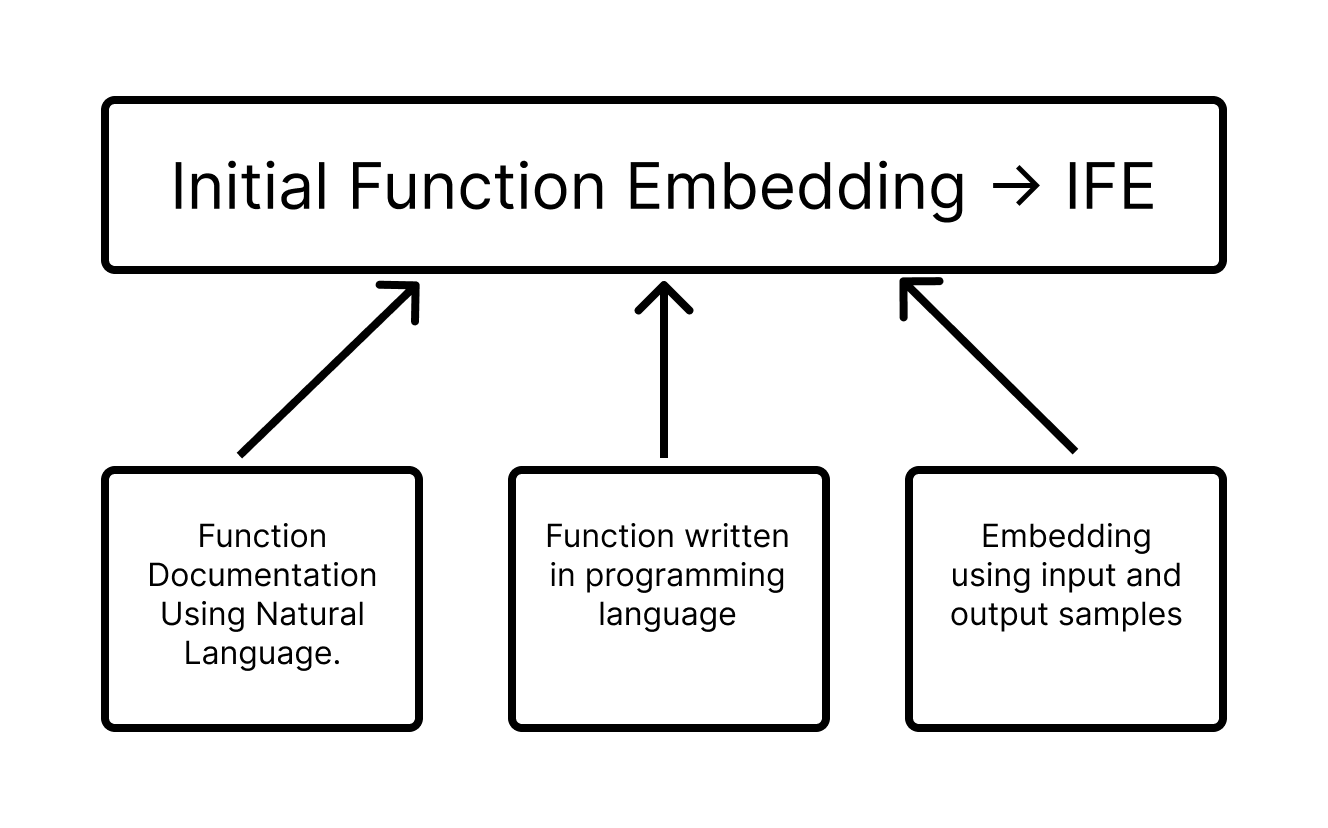 Initial Function Embedding → IFE
Function
Documentation
Using Natural
Language.
Function written
in programming
language
Embedding
using input and
output samples